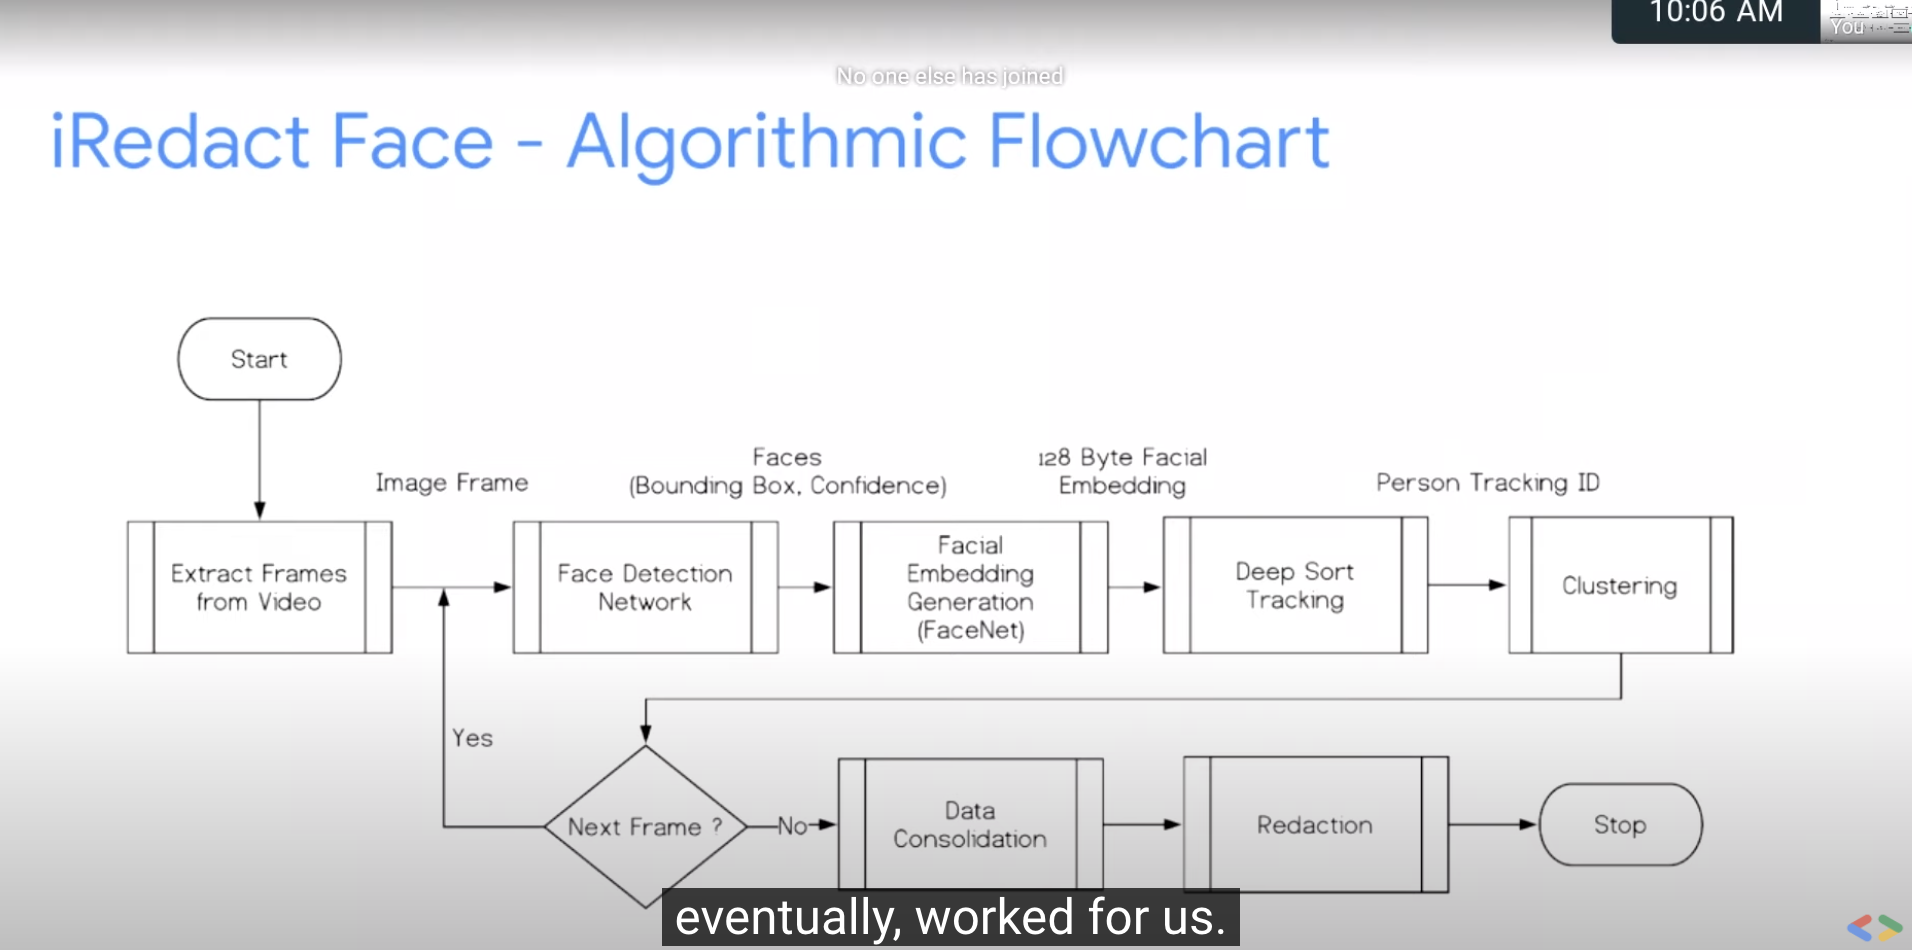 10:06 AM
You
No one else has joined
iRedact Face - Algorithmic Flowchart
Start
Image Frame
Faces
(Bounding Box, Confidence)
128 Byte Facial
Embedding
Person Tracking ID
Extract Frames
from Video
Face Detection
Network
Facial
Embedding
Generation
(FaceNet)
Deep Sort
Tracking
Clustering
Yes
Next Frame ?
No
Data
Consolidation
Redaction
Stop
eventually, worked for us.